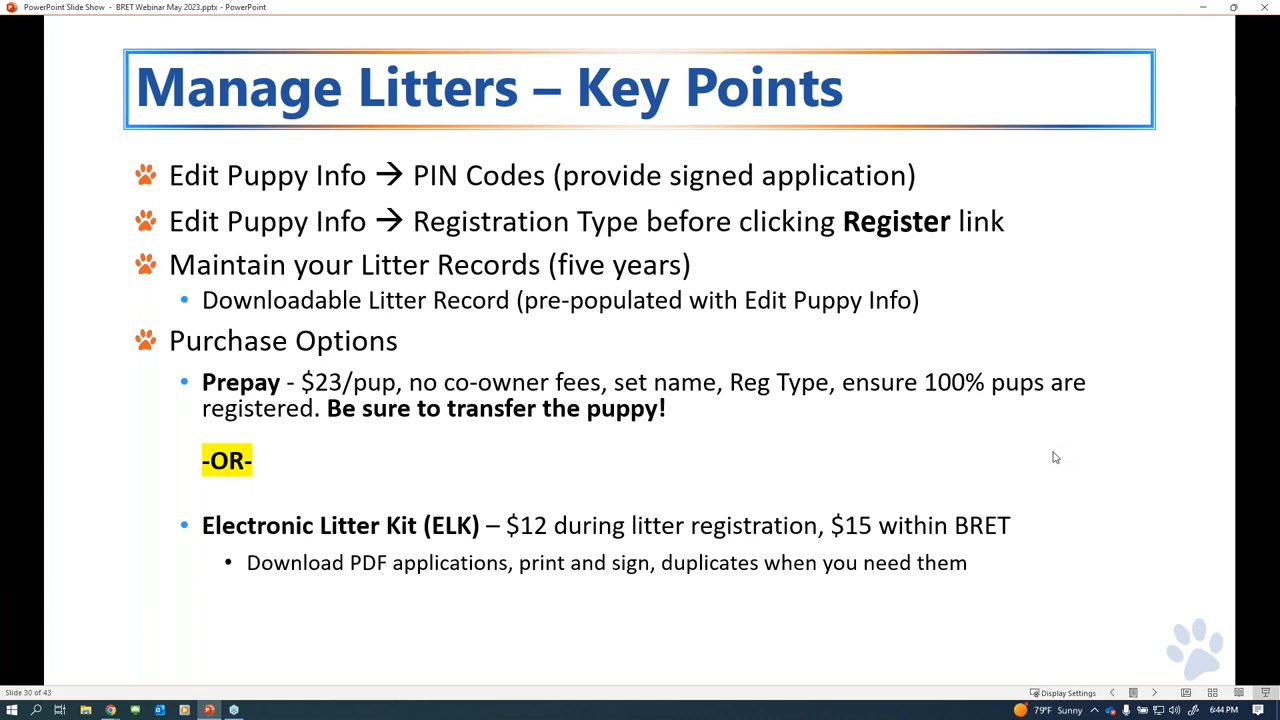 PowerPoint Slide Show - BRET Webinar May 2023.pptx - PowerPoint
Manage Litters – Key Points
Edit Puppy Info → PIN Codes (provide signed application)
Edit Puppy Info → Registration Type before clicking Register link
Maintain your Litter Records (five years)
• Downloadable Litter Record (pre-populated with Edit Puppy Info)
Purchase Options
• Prepay - $23/pup, no co-owner fees, set name, Reg Type, ensure 100% pups are
registered. Be sure to transfer the puppy!
-OR-
• Electronic Litter Kit (ELK) – $12 during litter registration, $15 within BRET
• Download PDF applications, print and sign, duplicates when you need them
Slide 30 of 43
Display Settings
79°F Sunny
6:44 PM